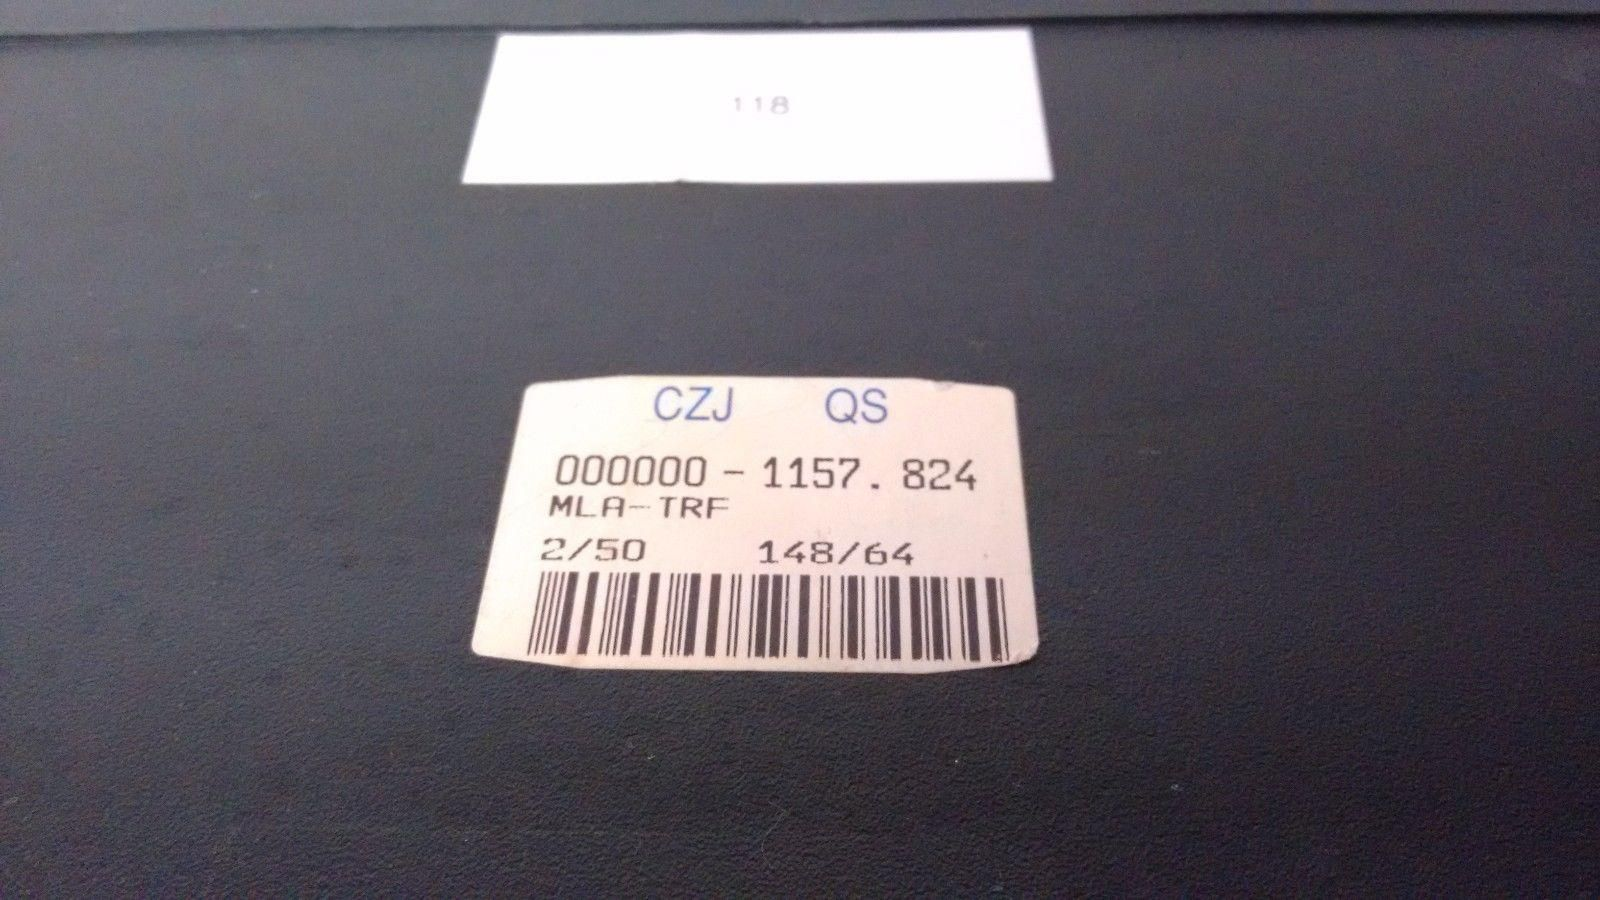 118
CZJ QS
000000-1157.824
MLA-TRF
2/50 148/64